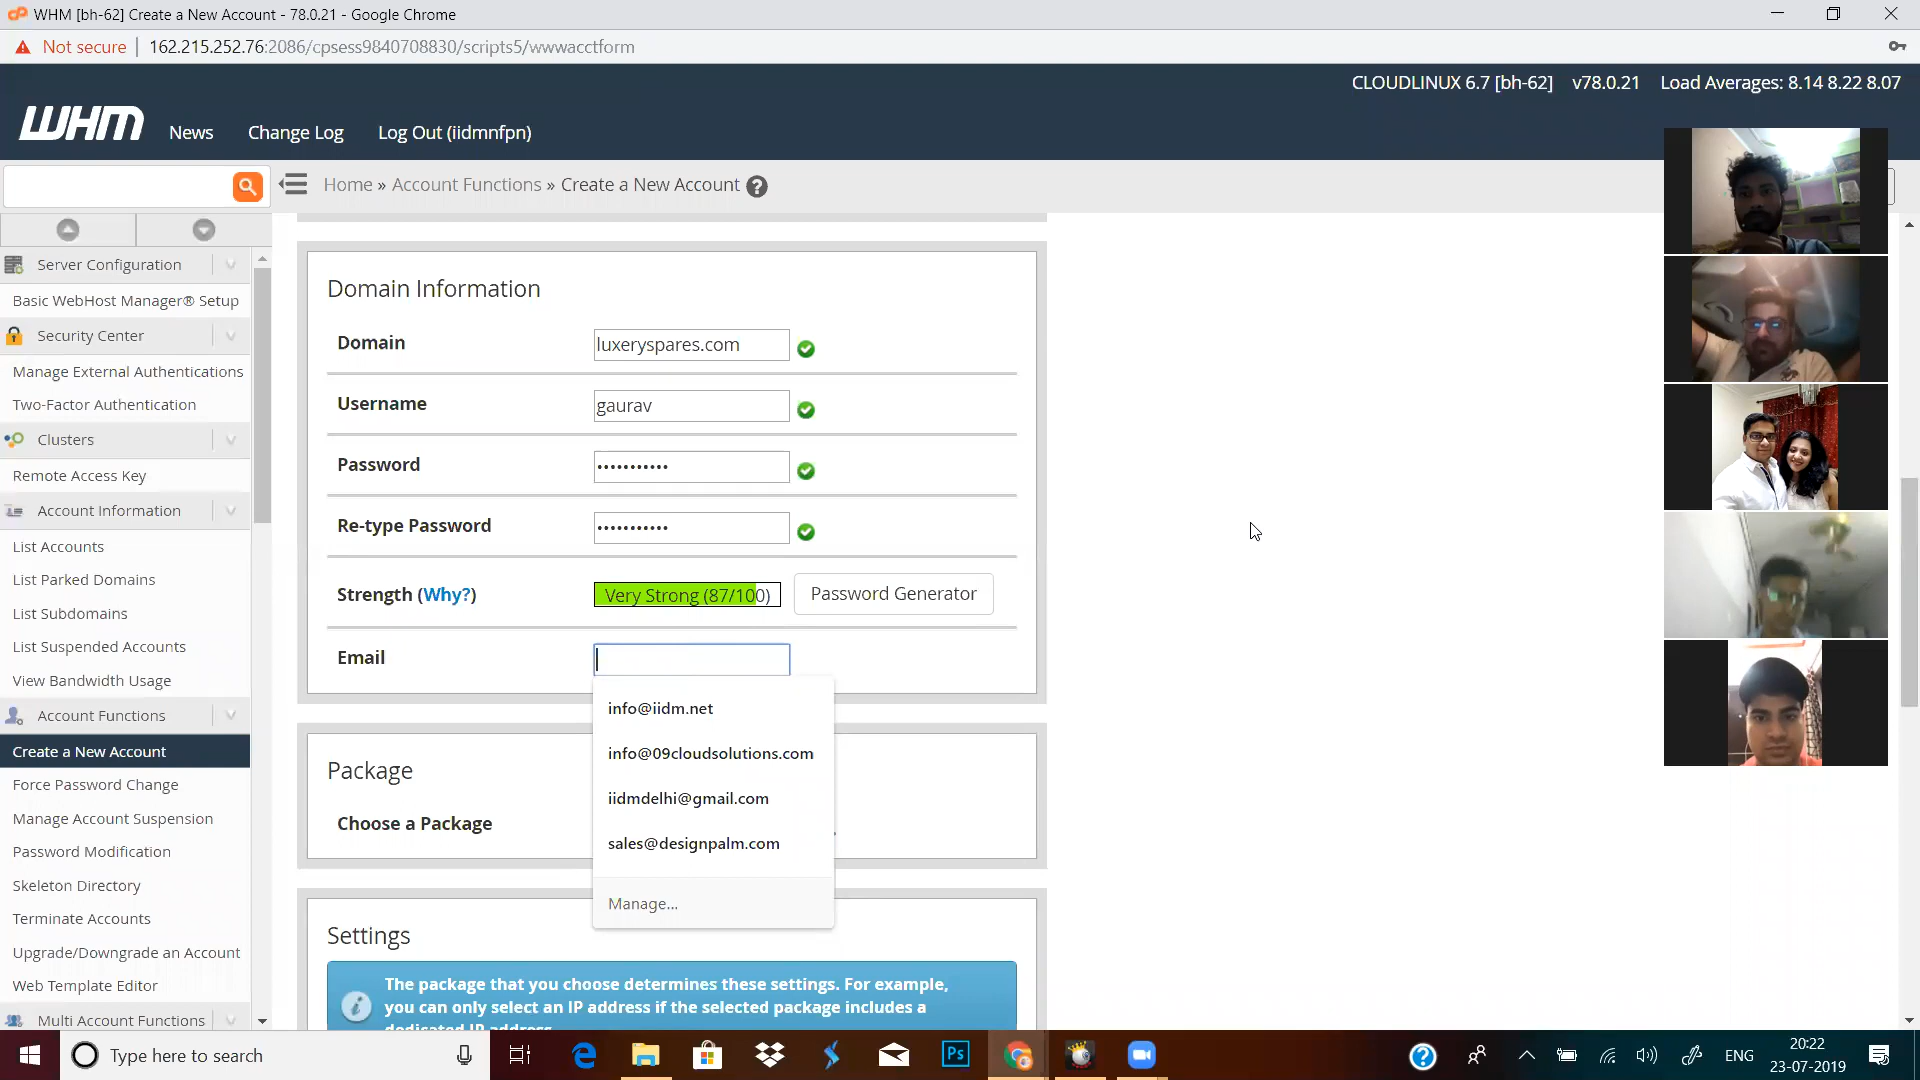 WHM [bh-62] Create a New Account - 78.0.21 - Google Chrome
Not secure | 162.215.252.76:2086/cpsess9840708830/scripts5/wwwacctform
CLOUDLINUX 6.7 [bh-62] v78.0.21 Load Averages: 8.14 8.22 8.07
WHM News Change Log Log Out (iidmnfpn)
Home » Account Functions » Create a New Account
Server Configuration
Basic WebHost Manager® Setup
Security Center
Manage External Authentications
Two-Factor Authentication
Clusters
Remote Access Key
Account Information
List Accounts
List Parked Domains
List Subdomains
List Suspended Accounts
View Bandwidth Usage
Account Functions
Create a New Account
Force Password Change
Manage Account Suspension
Password Modification
Skeleton Directory
Terminate Accounts
Upgrade/Downgrade an Account
Web Template Editor
Multi Account Functions
Domain Information
Domain luxeryspares.com
Username gaurav
Password •••••••••••
Re-type Password •••••••••••
Strength (Why?) Very Strong (87/100) Password Generator
Email
info@iidm.net
info@09cloudsolutions.com
iidmdelhi@gmail.com
sales@designpalm.com
Manage...
Package
Choose a Package
Settings
The package that you choose determines these settings. For example,
you can only select an IP address if the selected package includes a
dedicated IP address.
Type here to search
Ps
ENG
20:22
23-07-2019